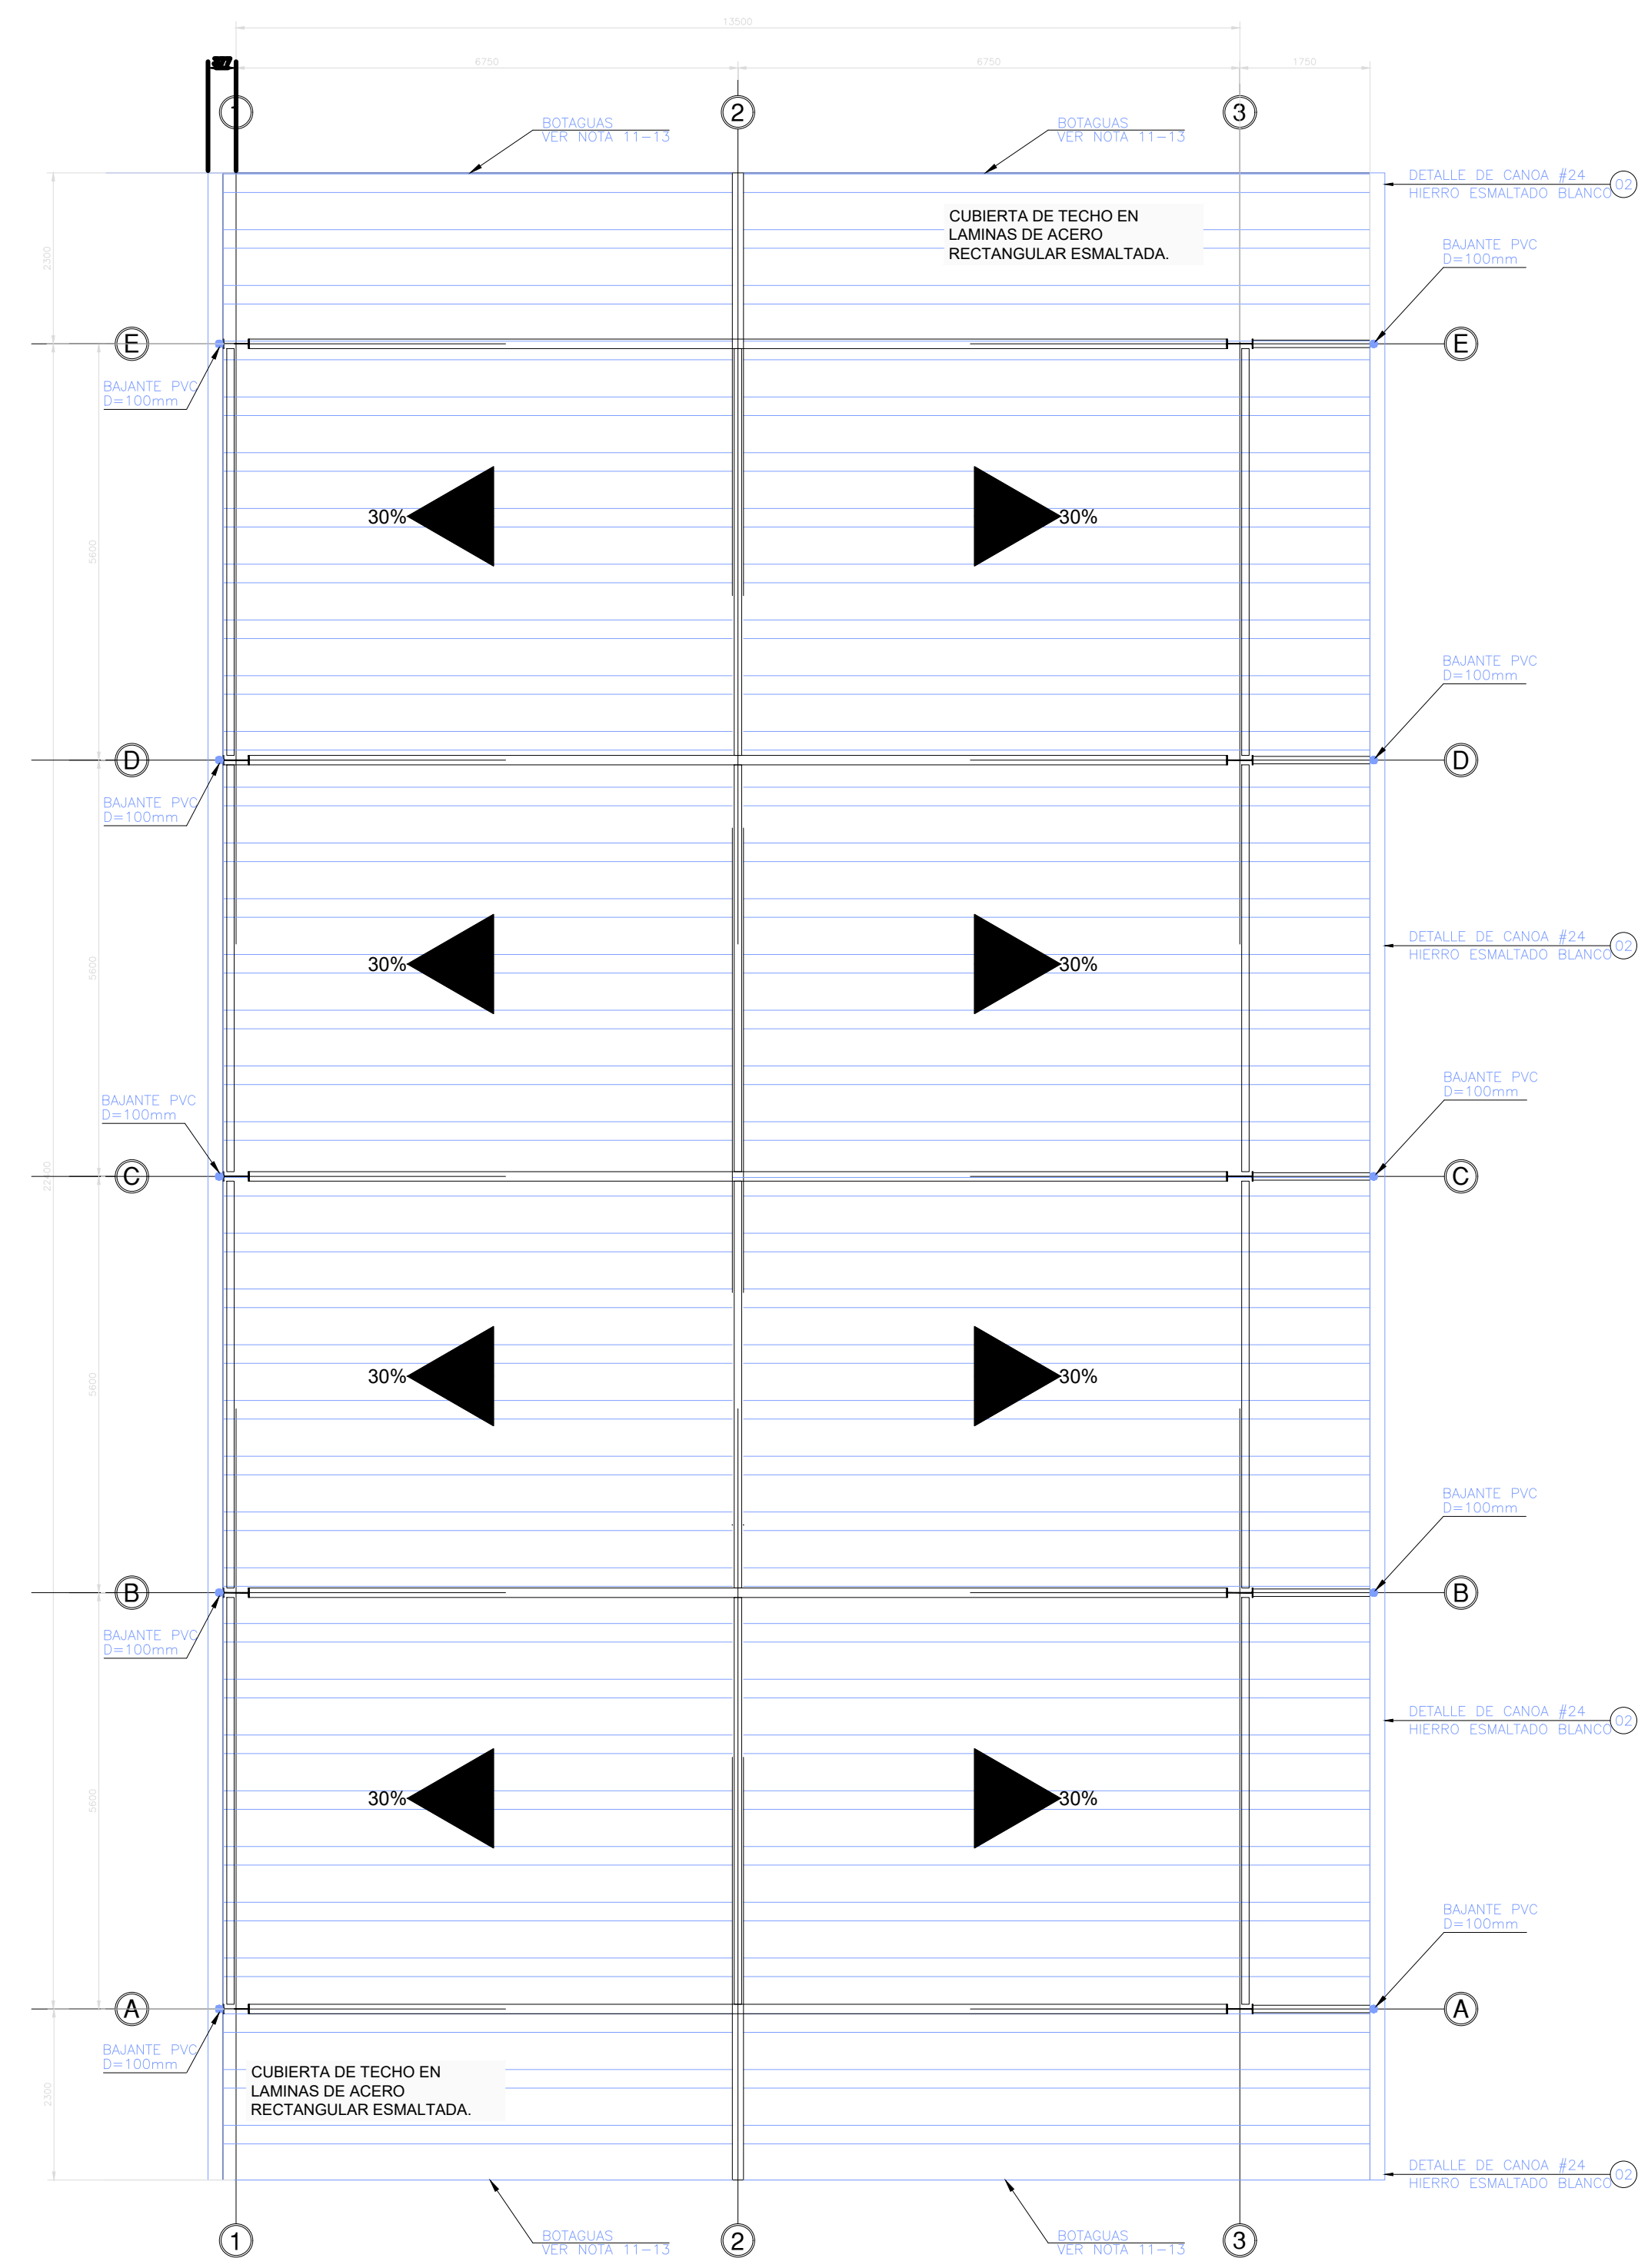 13500
6750
6750
1750
1
2
3
BOTAGUAS
VER NOTA 11-13
BOTAGUAS
VER NOTA 11-13
DETALLE DE CANOA #24
HIERRO ESMALTADO BLANCO
02
CUBIERTA DE TECHO EN
LAMINAS DE ACERO
RECTANGULAR ESMALTADA.
BAJANTE PVC
D=100mm
2300
E
E
BAJANTE PVC
D=100mm
30%
30%
5600
BAJANTE PVC
D=100mm
D
D
BAJANTE PVC
D=100mm
DETALLE DE CANOA #24
HIERRO ESMALTADO BLANCO
02
30%
30%
5600
BAJANTE PVC
D=100mm
BAJANTE PVC
D=100mm
C
C
30%
30%
5600
BAJANTE PVC
D=100mm
B
B
BAJANTE PVC
D=100mm
DETALLE DE CANOA #24
HIERRO ESMALTADO BLANCO
02
30%
30%
5600
BAJANTE PVC
D=100mm
A
A
BAJANTE PVC
D=100mm
CUBIERTA DE TECHO EN
LAMINAS DE ACERO
RECTANGULAR ESMALTADA.
2300
DETALLE DE CANOA #24
HIERRO ESMALTADO BLANCO
02
BOTAGUAS
VER NOTA 11-13
BOTAGUAS
VER NOTA 11-13
1
2
3